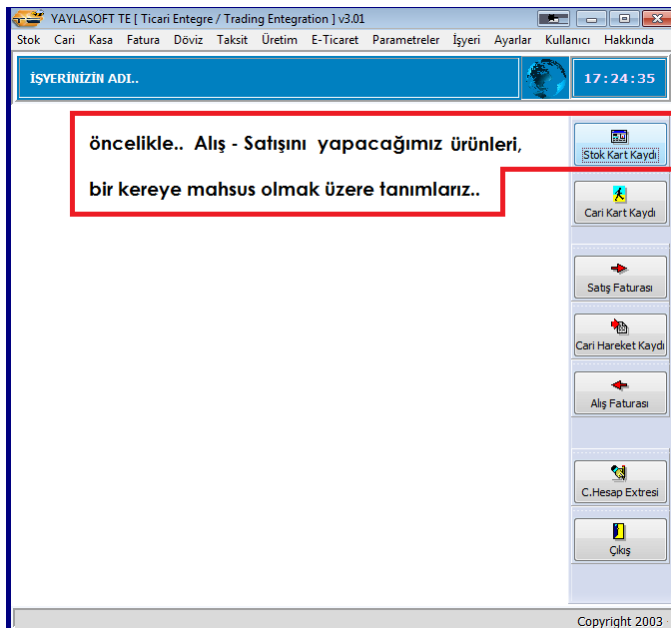 YAYLASOFT TE [ Ticari Entegre / Trading Entegration ] v3.01
Stok Cari Kasa Fatura Döviz Taksit Üretim E-Ticaret Parametreler İşyeri Ayarlar Kullanıcı Hakkında
İŞYERİNİZİN ADI..
17:24:35
öncelikle.. Alış - Satışını yapacağımız ürünleri,
bir kereye mahsus olmak üzere tanımlarız..
Stok Kart Kaydı
Cari Kart Kaydı
Satış Faturası
Cari Hareket Kaydı
Alış Faturası
C.Hesap Extresi
Çıkış
Copyright 2003